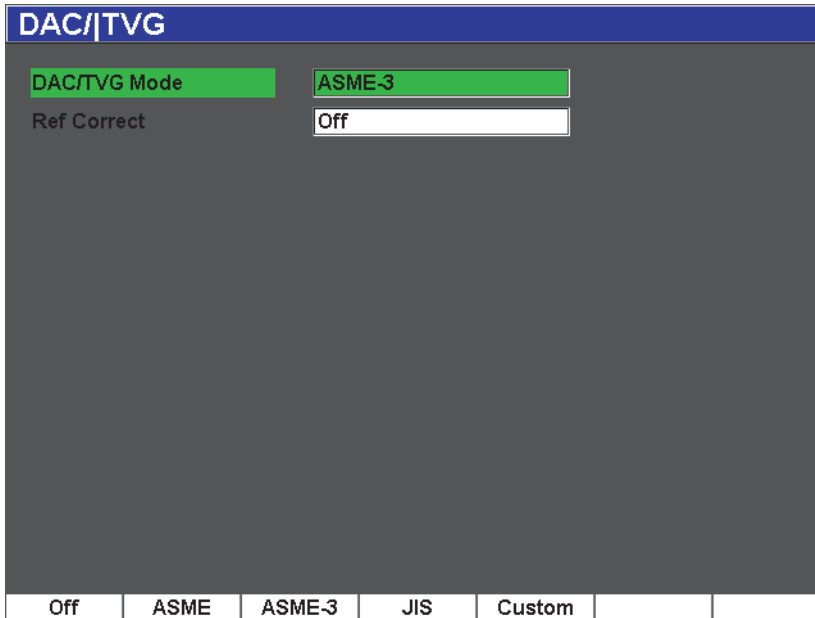 DAC/|TVG
DAC/TVG Mode ASME-3
Ref Correct Off
Off ASME ASME-3 JIS Custom